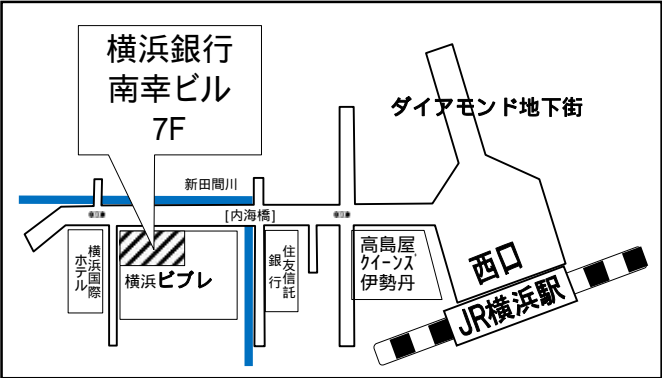 横浜銀行
南幸ビル
7F
ダイアモンド地下街
新田間川
[内海橋]
横浜国際
ホテル
横浜ビブレ
住友信託
銀行
高島屋
クイーンズ
伊勢丹
西口
JR横浜駅